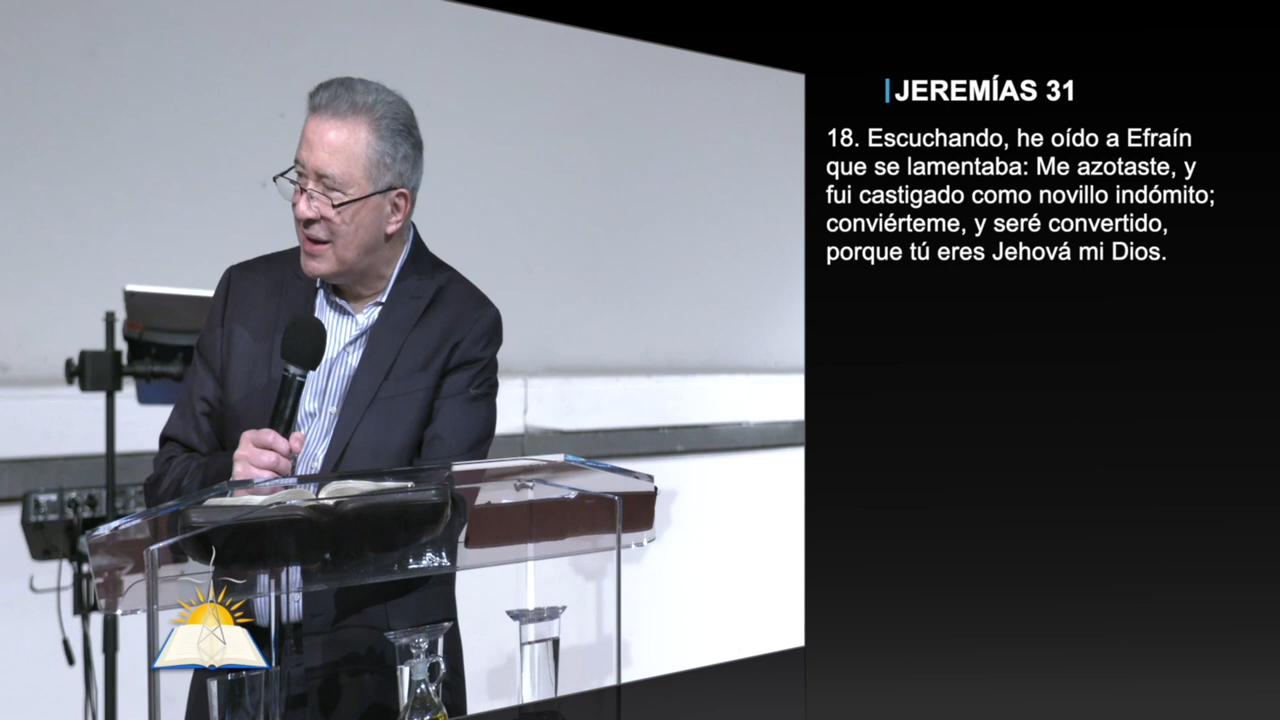 JEREMÍAS 31
18. Escuchando, he oído a Efraín
que se lamentaba: Me azotaste, y
fui castigado como novillo indómito;
conviérteme, y seré convertido,
porque tú eres Jehová mi Dios.